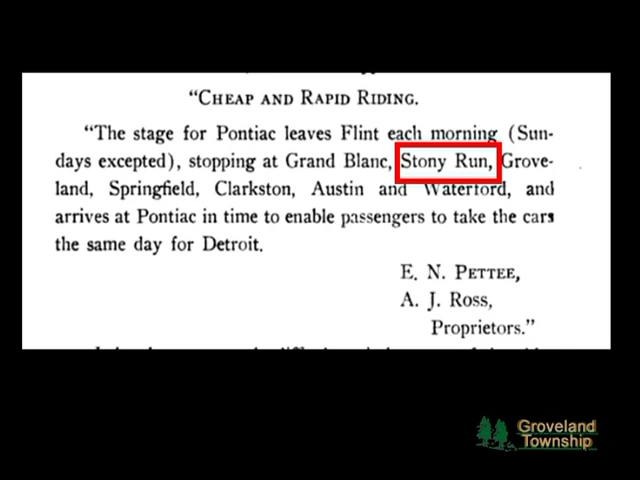 "CHEAP AND RAPID RIDING.
"The stage for Pontiac leaves Flint each morning (Sun-
days excepted), stopping at Grand Blanc, Stony Run, Grove-
land, Springfield, Clarkston, Austin and Waterford, and
arrives at Pontiac in time to enable passengers to take the cars
the same day for Detroit.
E. N. PETTEE,
A. J. ROSS,
Proprietors."
Groveland
Township